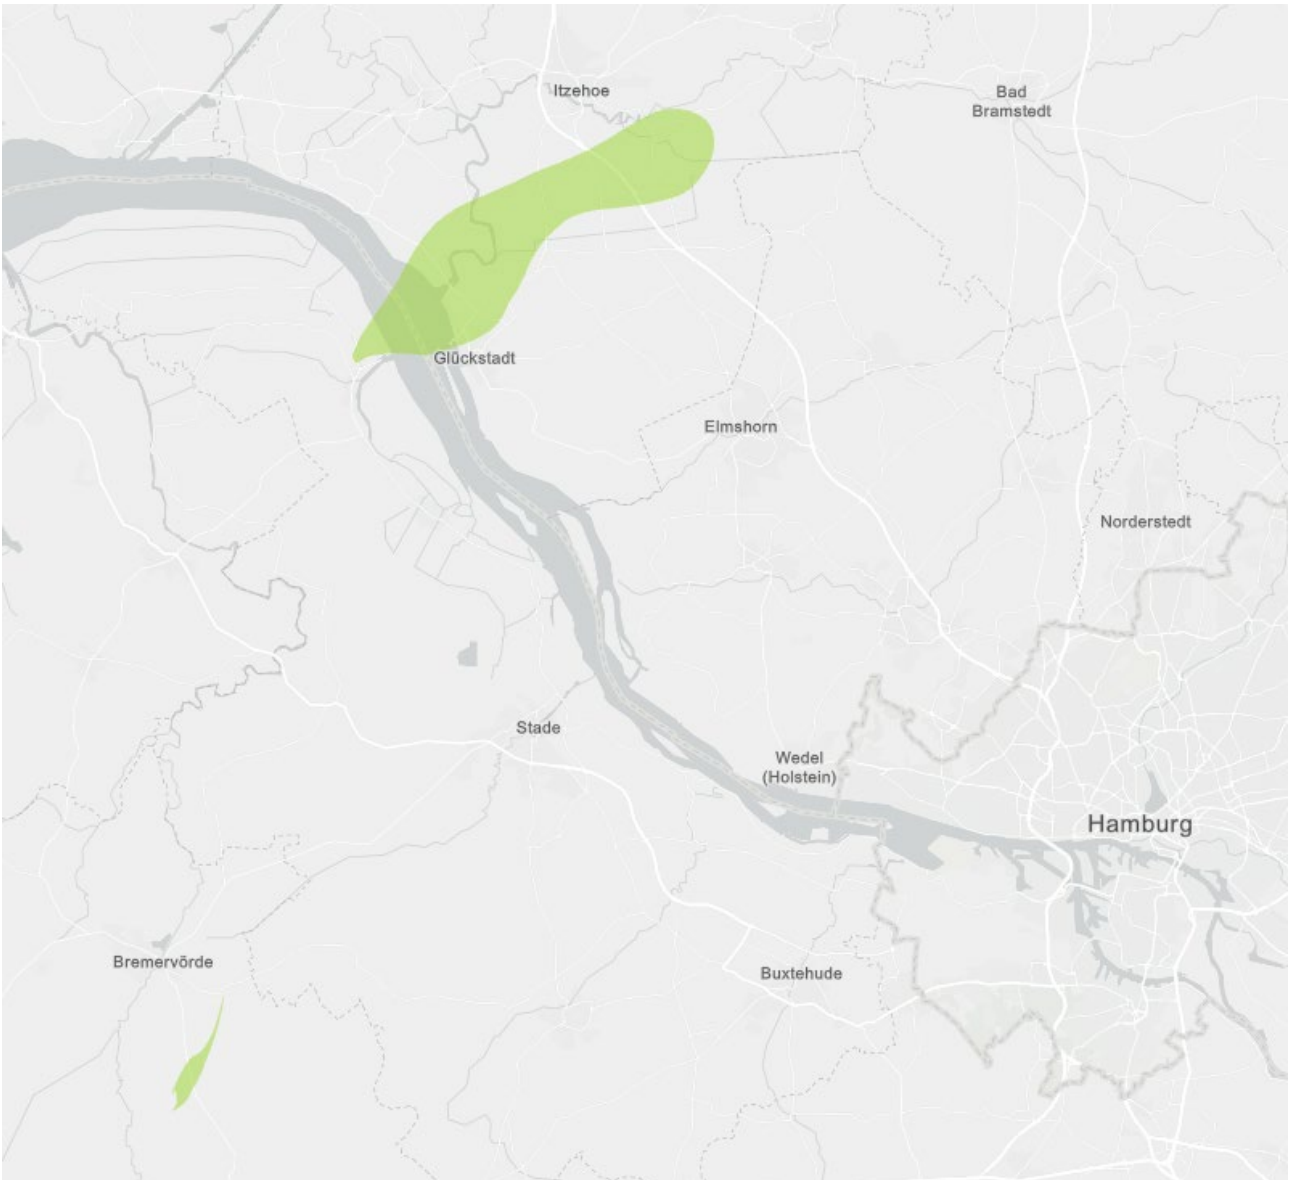 Itzehoe
Bad
Bramstedt
Glückstadt
Elmshorn
Norderstedt
Stade
Wedel
(Holstein)
Hamburg
Bremervörde
Buxtehude